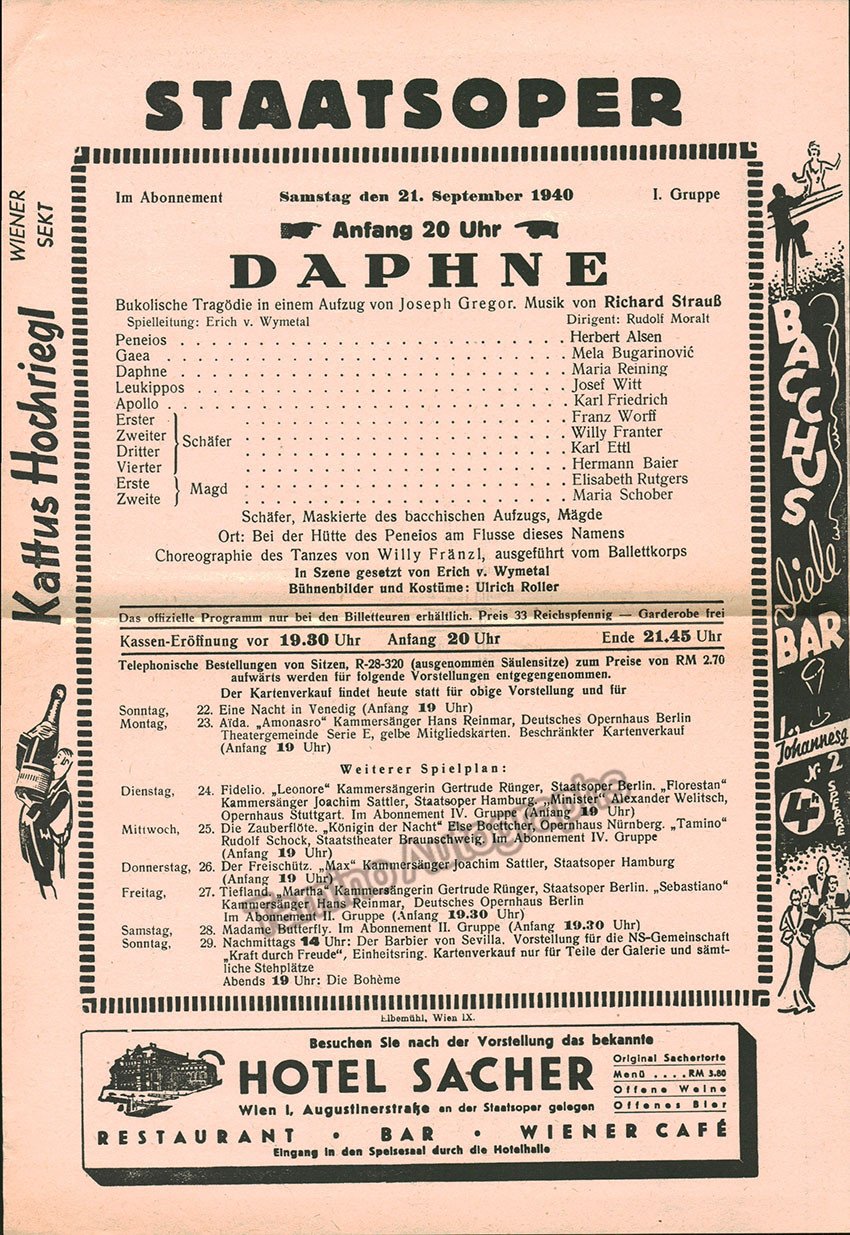 STAATSOPER
Im Abonnement Samstag den 21. September 1940 I. Gruppe
Anfang 20 Uhr
DAPHNE
Bukolische Tragödie in einem Aufzug von Joseph Gregor. Musik von Richard Strauß
Spielleitung: Erich v. Wymetal Dirigent: Rudolf Moralt
Peneios . . . . . . . . . . Herbert Alsen
Gaea . . . . . . . . . . Mela Bugarinović
Daphne . . . . . . . . . . Maria Reining
Leukippos . . . . . . . . . . Josef Witt
Apollo . . . . . . . . . . Karl Friedrich
Erster . . . . . . . . . . Franz Worff
Zweiter . . . . . . . . . . Willy Franter
Schäfer
Dritter . . . . . . . . . . Karl Ettl
Vierter . . . . . . . . . . Hermann Baier
Erste . . . . . . . . . . Elisabeth Rutgers
Magd
Zweite . . . . . . . . . . Maria Schober
Schäfer, Maskierte des bacchischen Aufzugs, Mägde
Ort: Bei der Hütte des Peneios am Flusse dieses Namens
Choreographie des Tanzes von Willy Fränzl, ausgeführt vom Ballettkorps
In Szene gesetzt von Erich v. Wymetal
Bühnenbilder und Kostüme: Ulrich Roller
Das offizielle Programm nur bei den Billetteuren erhältlich. Preis 33 Reichspfennig — Garderobe frei
Kassen-Eröffnung vor 19.30 Uhr Anfang 20 Uhr Ende 21.45 Uhr
Telephonische Bestellungen von Sitzen, R-28-320 (ausgenommen Säulensitze) zum Preise von RM 2.70
aufwärts werden für folgende Vorstellungen entgegengenommen.
Der Kartenverkauf findet heute statt für obige Vorstellung und für
Sonntag, 22. Eine Nacht in Venedig (Anfang 19 Uhr)
Montag, 23. Aïda. „Amonasro“ Kammersänger Hans Reinmar, Deutsches Opernhaus Berlin
Theatergemeinde Serie E, gelbe Mitgliedskarten. Beschränkter Kartenverkauf
(Anfang 19 Uhr)
Weiterer Spielplan:
Dienstag, 24. Fidelio. „Leonore“ Kammersängerin Gertrude Rünger, Staatsoper Berlin. „Florestan“
Kammersänger Joachim Sattler, Staatsoper Hamburg. „Minister“ Alexander Welitsch,
Opernhaus Stuttgart. Im Abonnement IV. Gruppe (Anfang 19 Uhr)
Mittwoch, 25. Die Zauberflöte. „Königin der Nacht“ Else Boettcher, Opernhaus Nürnberg. „Tamino“
Rudolf Schock, Staatstheater Braunschweig. Im Abonnement IV. Gruppe
(Anfang 19 Uhr)
Donnerstag, 26. Der Freischütz. „Max“ Kammersänger Joachim Sattler, Staatsoper Hamburg
(Anfang 19 Uhr)
Freitag, 27. Tiefland. „Martha“ Kammersängerin Gertrude Rünger, Staatsoper Berlin. „Sebastiano“
Kammersänger Hans Reinmar, Deutsches Opernhaus Berlin
Im Abonnement II. Gruppe (Anfang 19.30 Uhr)
Samstag, 28. Madame Butterfly. Im Abonnement II. Gruppe (Anfang 19.30 Uhr)
Sonntag, 29. Nachmittags 14 Uhr: Der Barbier von Sevilla. Vorstellung für die NS-Gemeinschaft
„Kraft durch Freude“, Einheitsring. Kartenverkauf nur für Teile der Galerie und sämt-
liche Stehplätze
Abends 19 Uhr: Die Bohème
Elbemühl, Wien IX.
Kattus Hochriegl
WIENER
SEKT
BACCHUS
Diele
BAR
I.,
Johannesg.
Nº 2
4h
SPERRE
Tamino Autographs
Besuchen Sie nach der Vorstellung das bekannte
HOTEL SACHER
Wien I, Augustinerstraße an der Staatsoper gelegen
Original Sachertorte
Menü . . . . RM 3.80
Offene Weine
Offenes Bier
RESTAURANT • BAR • WIENER CAFÉ
Eingang in den Speisesaal durch die Hotelhalle